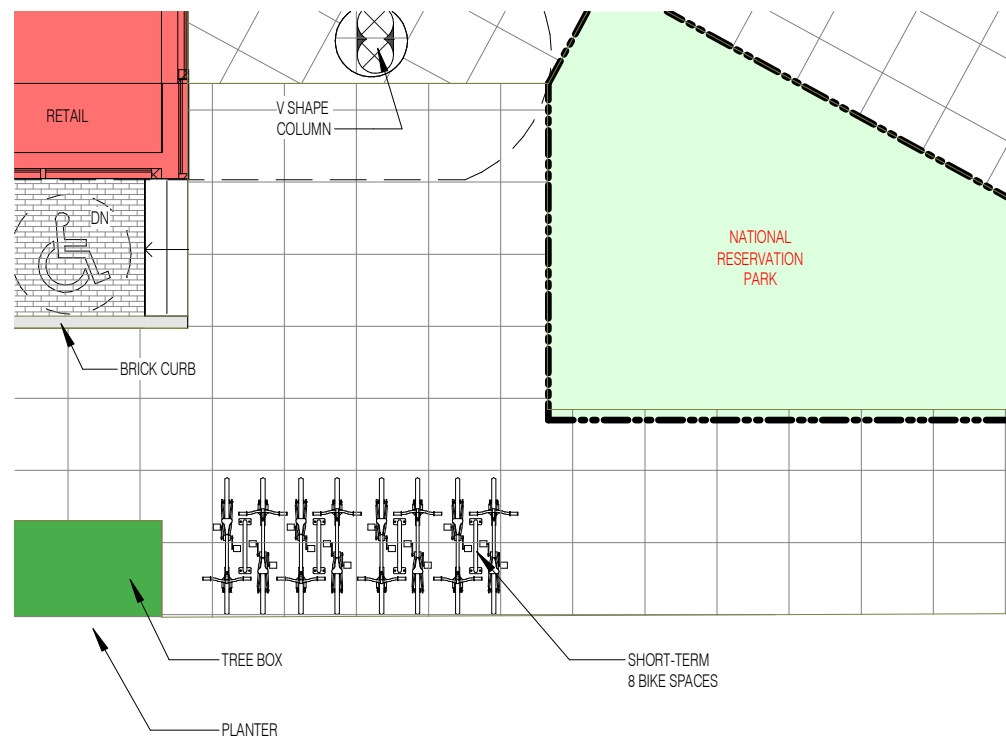 RETAIL
V SHAPE
COLUMN
DN
NATIONAL
RESERVATION
PARK
BRICK CURB
TREE BOX
SHORT-TERM
8 BIKE SPACES
PLANTER